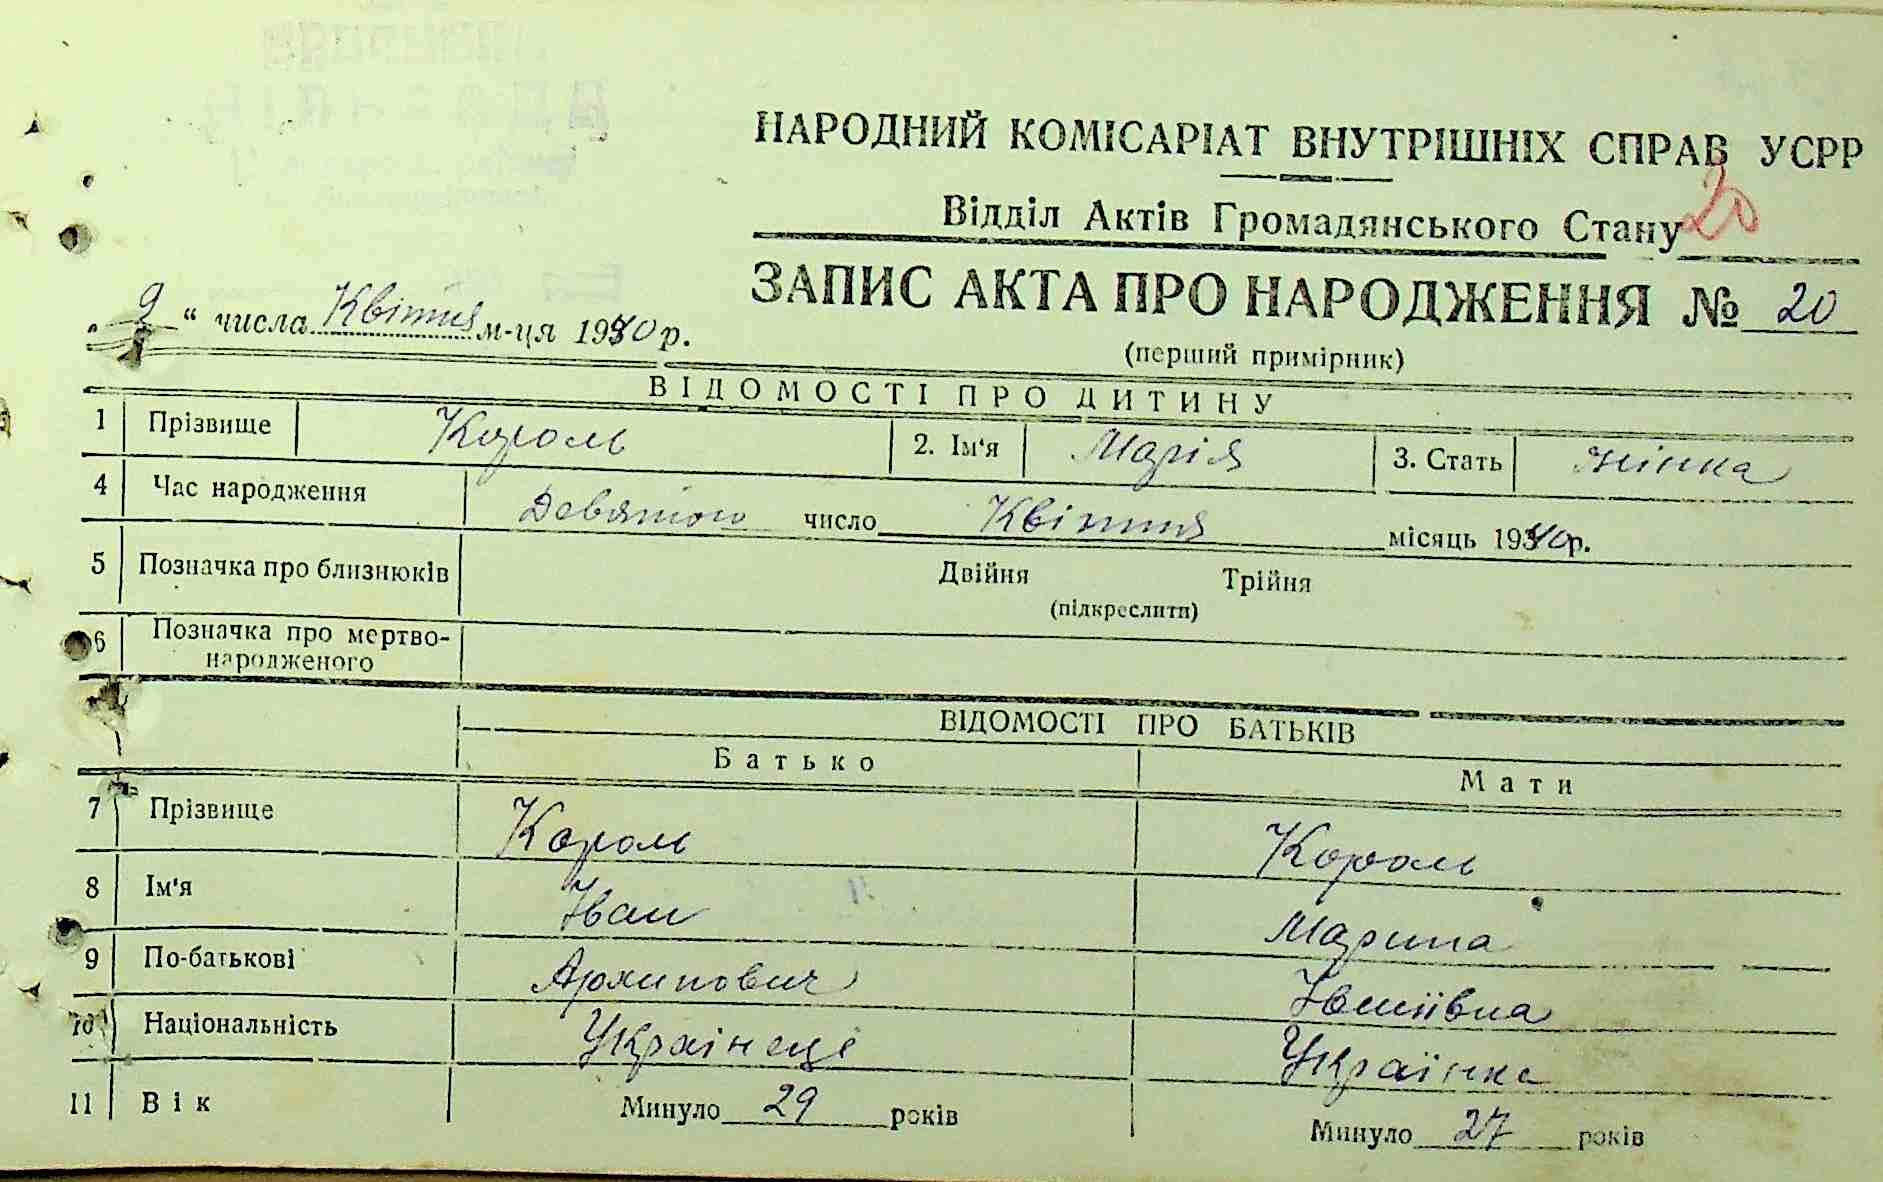 НАРОДНИЙ КОМІСАРІАТ ВНУТРІШНІХ СПРАВ УСРР
Відділ Актів Громадянського Стану 20
ЗАПИС АКТА ПРО НАРОДЖЕННЯ № 20
„ 9 “ числа Квітня м-ця 1940 р.
(перший примірник)
ВІДОМОСТІ ПРО ДИТИНУ
1 Прізвище Король 2. Ім'я Марія 3. Стать жінка
4 Час народження Девятого число Квітня місяць 1940 р.
5 Позначка про близнюків Двійня Трійня
(підкреслити)
6 Позначка про мертво-
народженого
ВІДОМОСТІ ПРО БАТЬКІВ
Батько Мати
7 Прізвище Король Король
8 Ім'я Іван Марина
9 По-батькові Архипович
10 Національність Українець Українка
11 Вік Минуло 29 років Минуло 27 років